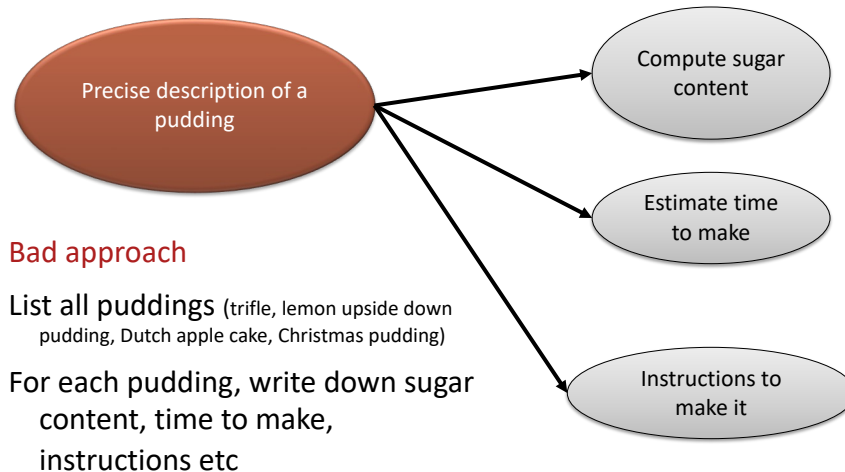 Precise description of a
pudding
Compute sugar
content
Estimate time
to make
Instructions to
make it
Bad approach
List all puddings (trifle, lemon upside down
pudding, Dutch apple cake, Christmas pudding)
For each pudding, write down sugar
content, time to make,
instructions etc